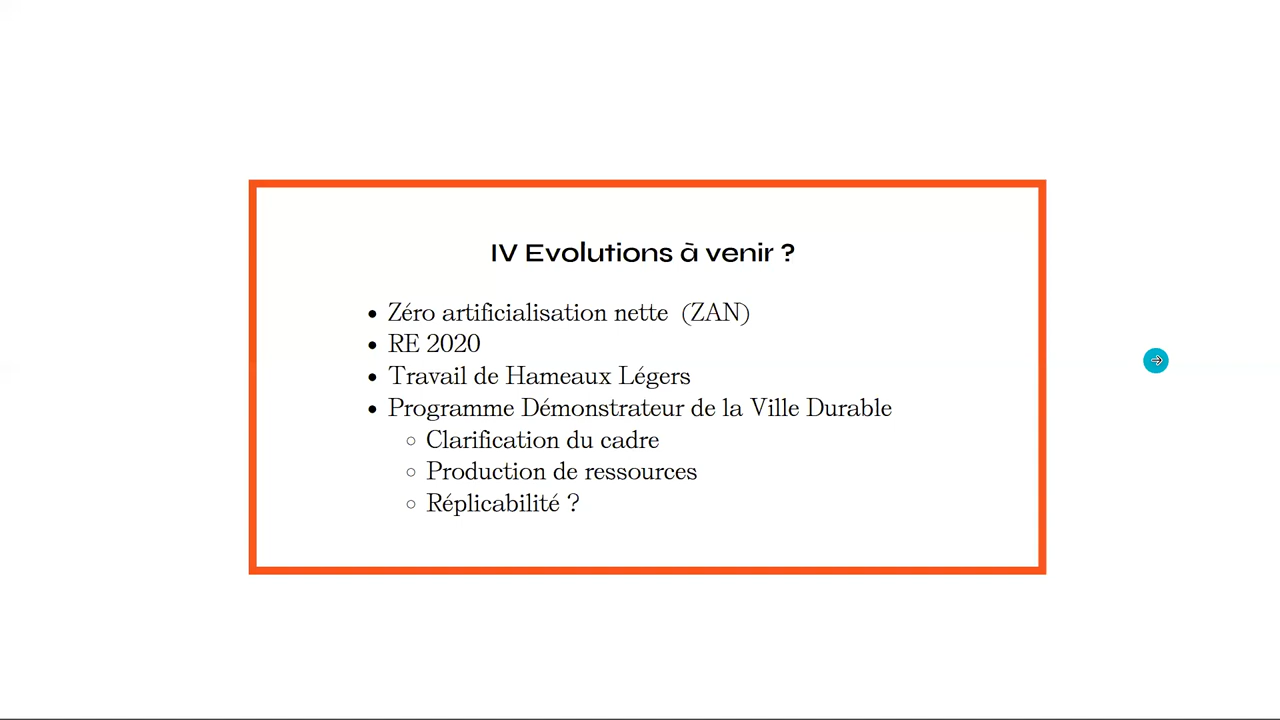 IV Evolutions à venir ?
• Zéro artificialisation nette (ZAN)
• RE 2020
• Travail de Hameaux Légers
• Programme Démonstrateur de la Ville Durable
◦ Clarification du cadre
◦ Production de ressources
◦ Réplicabilité ?